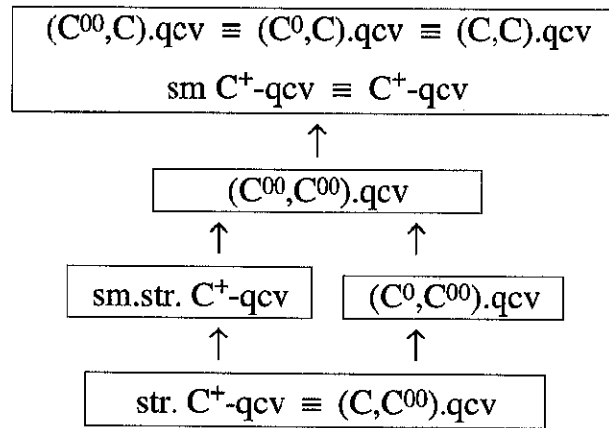 (C⁰⁰,C).qcv ≡ (C⁰,C).qcv ≡ (C,C).qcv
sm C⁺-qcv ≡ C⁺-qcv
↑
(C⁰⁰,C⁰⁰).qcv
↑ ↑
sm.str. C⁺-qcv (C⁰,C⁰⁰).qcv
↑ ↑
str. C⁺-qcv ≡ (C,C⁰⁰).qcv